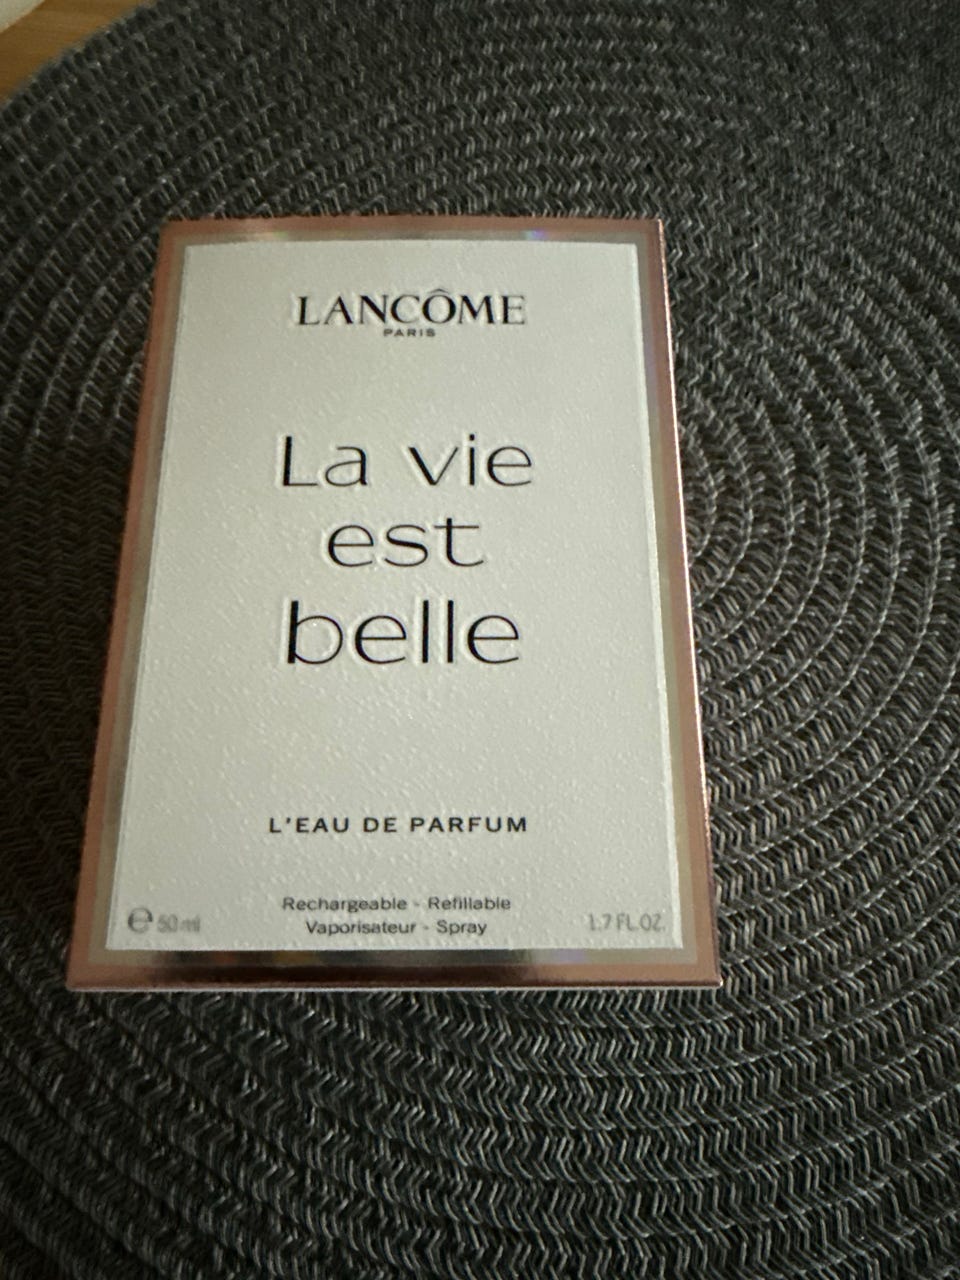 LANCÔME
PARIS
La vie
est
belle
L'EAU DE PARFUM
Rechargeable - Refillable
Vaporisateur - Spray
℮ 50 ml
1.7 FL.OZ.